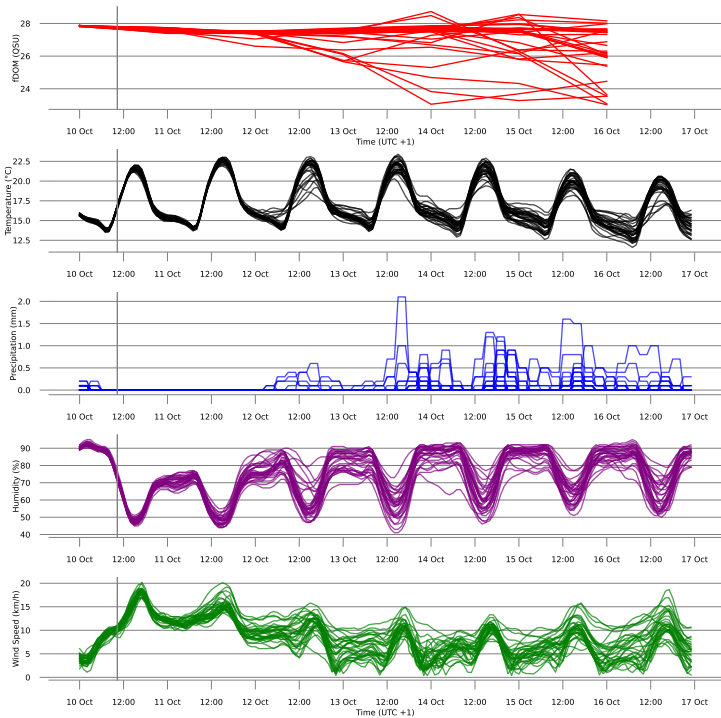 28
26
24
fDOM (QSU)
10 Oct 12:00 11 Oct 12:00 12 Oct 12:00 13 Oct 12:00 14 Oct 12:00 15 Oct 12:00 16 Oct 12:00 17 Oct
Time (UTC +1)
22.5
20.0
17.5
15.0
12.5
Temperature (°C)
10 Oct 12:00 11 Oct 12:00 12 Oct 12:00 13 Oct 12:00 14 Oct 12:00 15 Oct 12:00 16 Oct 12:00 17 Oct
2.0
1.5
1.0
0.5
0.0
Precipitation (mm)
10 Oct 12:00 11 Oct 12:00 12 Oct 12:00 13 Oct 12:00 14 Oct 12:00 15 Oct 12:00 16 Oct 12:00 17 Oct
90
80
70
60
50
40
Humidity (%)
10 Oct 12:00 11 Oct 12:00 12 Oct 12:00 13 Oct 12:00 14 Oct 12:00 15 Oct 12:00 16 Oct 12:00 17 Oct
20
15
10
5
0
Wind Speed (km/h)
10 Oct 12:00 11 Oct 12:00 12 Oct 12:00 13 Oct 12:00 14 Oct 12:00 15 Oct 12:00 16 Oct 12:00 17 Oct
Time (UTC +1)